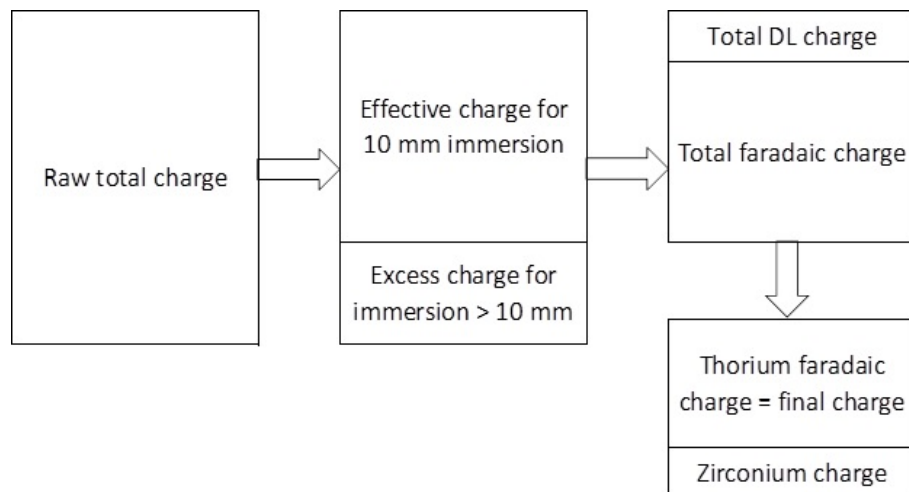 Raw total charge
Effective charge for
10 mm immersion
Excess charge for
immersion > 10 mm
Total DL charge
Total faradaic charge
Thorium faradaic
charge = final charge
Zirconium charge